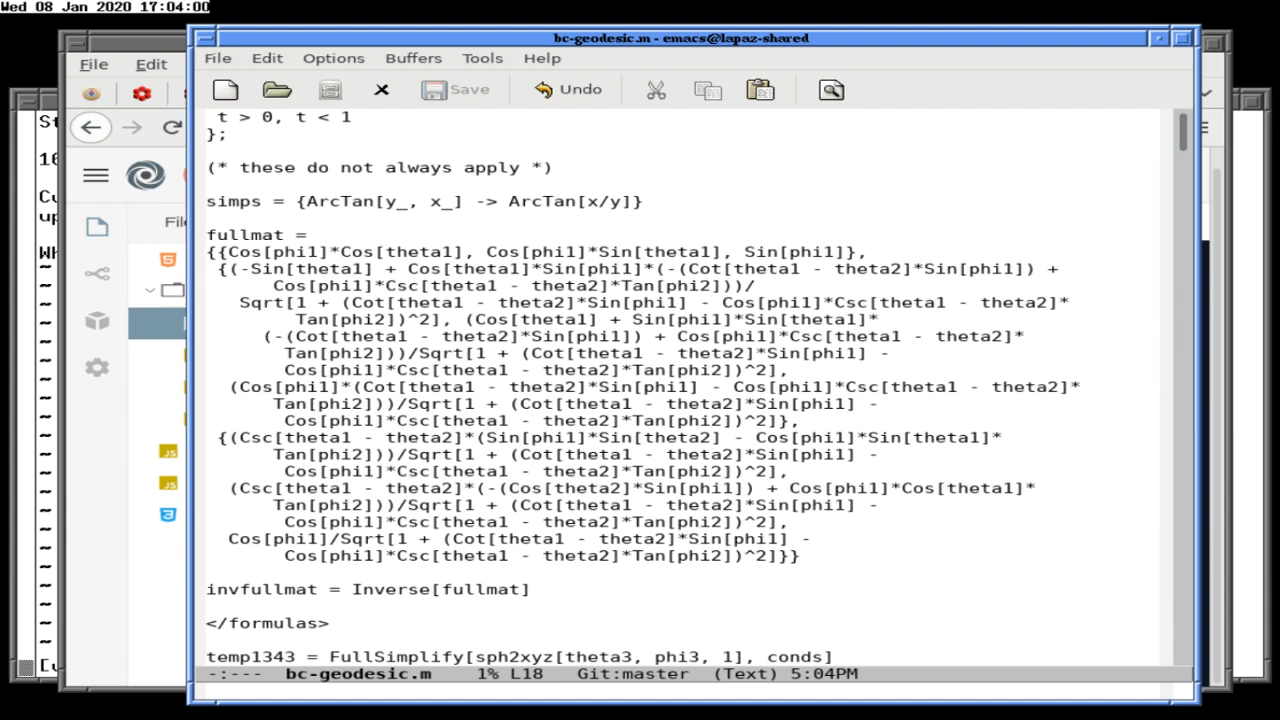 Wed 08 Jan 2020 17:04:00
bc-geodesic.m - emacs@lapaz-shared
File Edit
File Edit Options Buffers Tools Help
Save Undo
St
16
Cu
up
Wh
Fil
 t > 0, t < 1
};
(* these do not always apply *)
simps = {ArcTan[y_, x_] -> ArcTan[x/y]}
fullmat =
{{Cos[phi1]*Cos[theta1], Cos[phi1]*Sin[theta1], Sin[phi1]},
 {(-Sin[theta1] + Cos[theta1]*Sin[phi1]*(-(Cot[theta1 - theta2]*Sin[phi1]) +
      Cos[phi1]*Csc[theta1 - theta2]*Tan[phi2]))/
   Sqrt[1 + (Cot[theta1 - theta2]*Sin[phi1] - Cos[phi1]*Csc[theta1 - theta2]*
        Tan[phi2])^2], (Cos[theta1] + Sin[phi1]*Sin[theta1]*
     (-(Cot[theta1 - theta2]*Sin[phi1]) + Cos[phi1]*Csc[theta1 - theta2]*
       Tan[phi2]))/Sqrt[1 + (Cot[theta1 - theta2]*Sin[phi1] -
       Cos[phi1]*Csc[theta1 - theta2]*Tan[phi2])^2],
  (Cos[phi1]*(Cot[theta1 - theta2]*Sin[phi1] - Cos[phi1]*Csc[theta1 - theta2]*
      Tan[phi2]))/Sqrt[1 + (Cot[theta1 - theta2]*Sin[phi1] -
       Cos[phi1]*Csc[theta1 - theta2]*Tan[phi2])^2]},
 {(Csc[theta1 - theta2]*(Sin[phi1]*Sin[theta2] - Cos[phi1]*Sin[theta1]*
      Tan[phi2]))/Sqrt[1 + (Cot[theta1 - theta2]*Sin[phi1] -
       Cos[phi1]*Csc[theta1 - theta2]*Tan[phi2])^2],
  (Csc[theta1 - theta2]*(-(Cos[theta2]*Sin[phi1]) + Cos[phi1]*Cos[theta1]*
      Tan[phi2]))/Sqrt[1 + (Cot[theta1 - theta2]*Sin[phi1] -
       Cos[phi1]*Csc[theta1 - theta2]*Tan[phi2])^2],
  Cos[phi1]/Sqrt[1 + (Cot[theta1 - theta2]*Sin[phi1] -
       Cos[phi1]*Csc[theta1 - theta2]*Tan[phi2])^2]}}
invfullmat = Inverse[fullmat]
</formulas>
temp1343 = FullSimplify[sph2xyz[theta3, phi3, 1], conds]
-:--- bc-geodesic.m 1% L18 Git:master (Text) 5:04PM